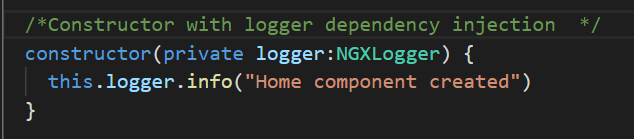 /*Constructor with logger dependency injection  */
constructor(private logger:NGXLogger) {
  this.logger.info("Home component created")
}